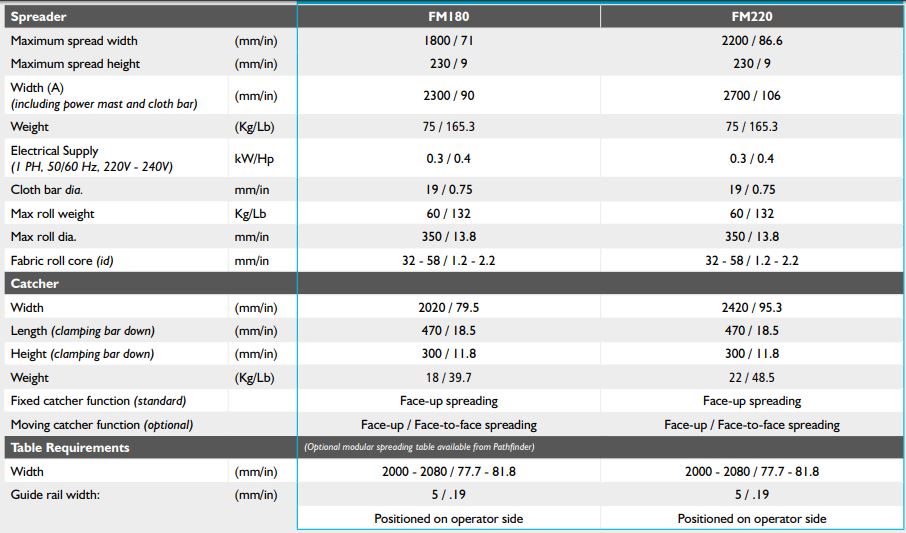 Spreader FM180 FM220
Maximum spread width (mm/in) 1800 / 71 2200 / 86.6
Maximum spread height (mm/in) 230 / 9 230 / 9
Width (A)
(including power mast and cloth bar) (mm/in) 2300 / 90 2700 / 106
Weight (Kg/Lb) 75 / 165.3 75 / 165.3
Electrical Supply
(1 PH, 50/60 Hz, 220V - 240V) kW/Hp 0.3 / 0.4 0.3 / 0.4
Cloth bar dia. mm/in 19 / 0.75 19 / 0.75
Max roll weight Kg/Lb 60 / 132 60 / 132
Max roll dia. mm/in 350 / 13.8 350 / 13.8
Fabric roll core (id) mm/in 32 - 58 / 1.2 - 2.2 32 - 58 / 1.2 - 2.2
Catcher
Width (mm/in) 2020 / 79.5 2420 / 95.3
Length (clamping bar down) (mm/in) 470 / 18.5 470 / 18.5
Height (clamping bar down) (mm/in) 300 / 11.8 300 / 11.8
Weight (Kg/Lb) 18 / 39.7 22 / 48.5
Fixed catcher function (standard) Face-up spreading Face-up spreading
Moving catcher function (optional) Face-up / Face-to-face spreading Face-up / Face-to-face spreading
Table Requirements (Optional modular spreading table available from Pathfinder)
Width (mm/in) 2000 - 2080 / 77.7 - 81.8 2000 - 2080 / 77.7 - 81.8
Guide rail width: (mm/in) 5 / .19 5 / .19
Positioned on operator side Positioned on operator side